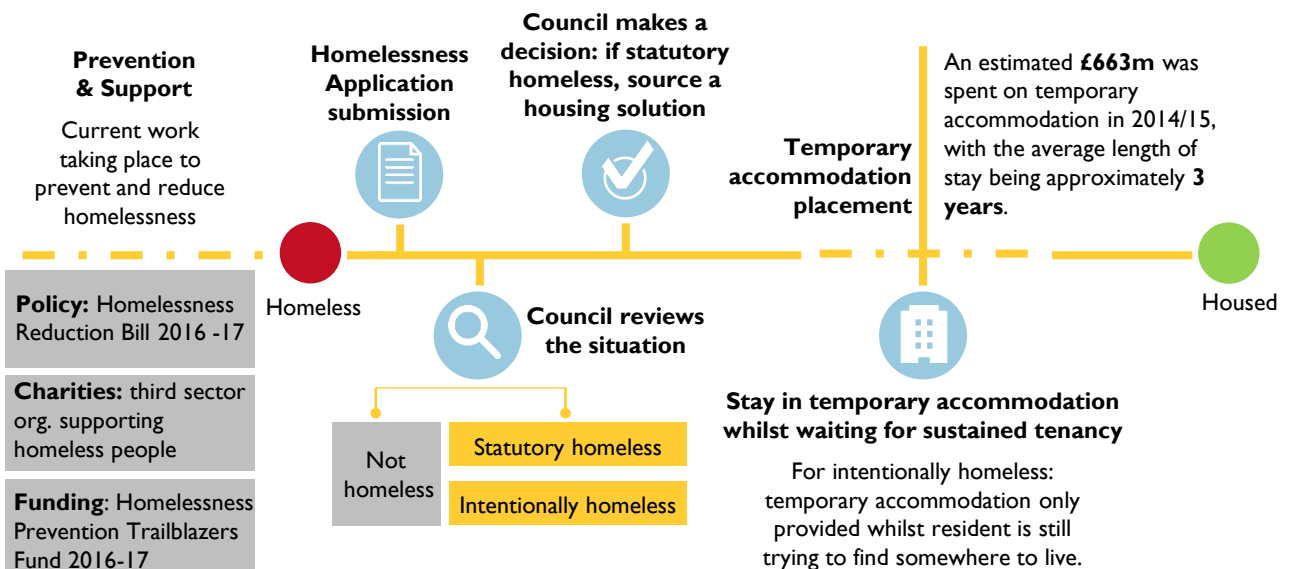 Prevention
& Support
Current work
taking place to
prevent and reduce
homelessness
Policy: Homelessness
Reduction Bill 2016 -17
Charities: third sector
org. supporting
homeless people
Funding: Homelessness
Prevention Trailblazers
Fund 2016-17
Homeless
Homelessness
Application
submission
Council reviews
the situation
Not
homeless
Statutory homeless
Intentionally homeless
Council makes a
decision: if statutory
homeless, source a
housing solution
Temporary
accommodation
placement
An estimated £663m was
spent on temporary
accommodation in 2014/15,
with the average length of
stay being approximately 3
years.
Stay in temporary accommodation
whilst waiting for sustained tenancy
For intentionally homeless:
temporary accommodation only
provided whilst resident is still
trying to find somewhere to live.
Housed